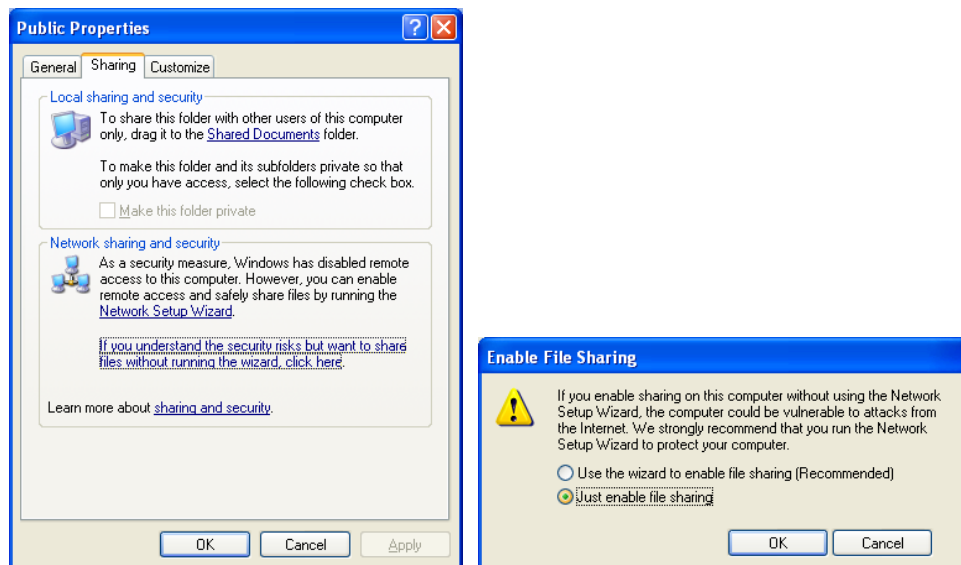 Public Properties
General Sharing Customize
Local sharing and security
To share this folder with other users of this computer
only, drag it to the Shared Documents folder.
To make this folder and its subfolders private so that
only you have access, select the following check box.
Make this folder private
Network sharing and security
As a security measure, Windows has disabled remote
access to this computer. However, you can enable
remote access and safely share files by running the
Network Setup Wizard.
If you understand the security risks but want to share
files without running the wizard, click here.
Learn more about sharing and security.
OK Cancel Apply
Enable File Sharing
If you enable sharing on this computer without using the Network
Setup Wizard, the computer could be vulnerable to attacks from
the Internet. We strongly recommend that you run the Network
Setup Wizard to protect your computer.
Use the wizard to enable file sharing (Recommended)
Just enable file sharing
OK Cancel